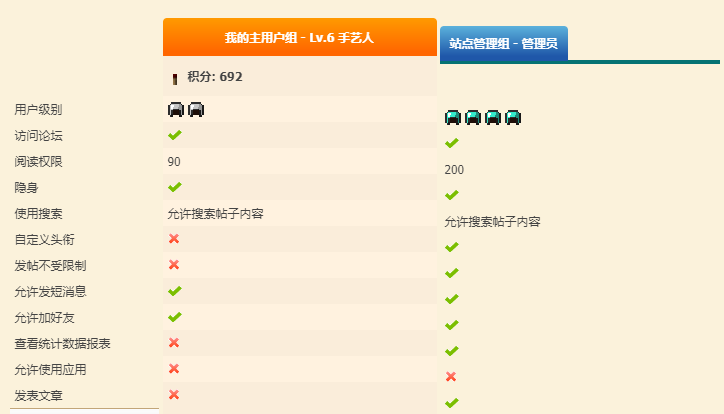 我的主用户组 - Lv.6 手艺人
站点管理组 - 管理员
积分: 692
用户级别
访问论坛
阅读权限 90 200
隐身
使用搜索 允许搜索帖子内容 允许搜索帖子内容
自定义头衔
发帖不受限制
允许发短消息
允许加好友
查看统计数据报表
允许使用应用
发表文章